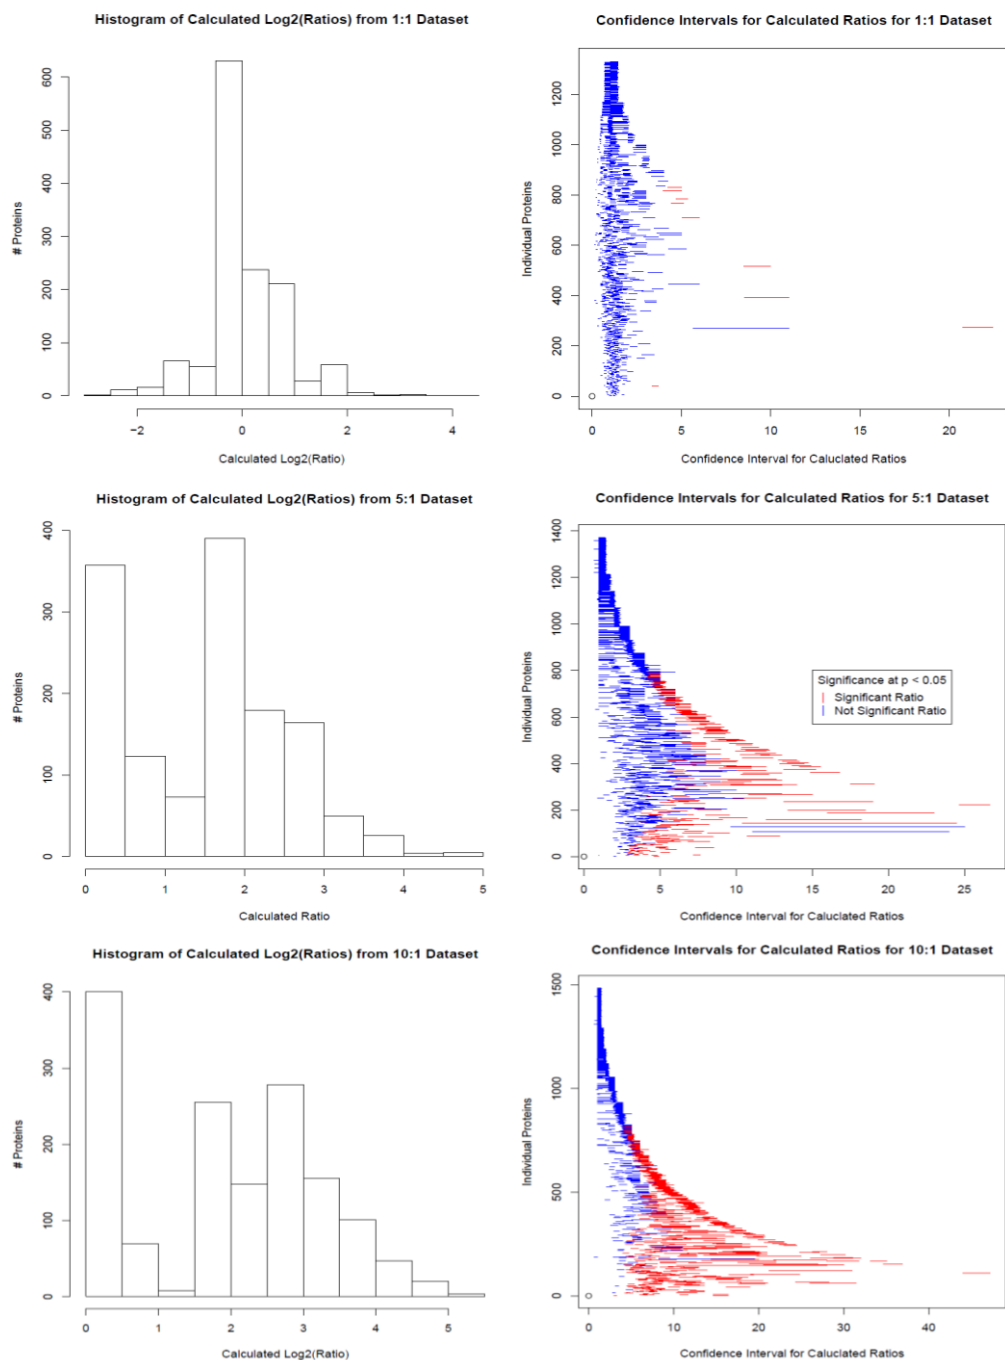 Histogram of Calculated Log2(Ratios) from 1:1 Dataset
# Proteins
0 100 200 300 400 500 600
−2 0 2 4
Calculated Log2(Ratio)
Confidence Intervals for Calculated Ratios for 1:1 Dataset
Individual Proteins
0 200 400 600 800 1000 1200
0 5 10 15 20
Confidence Interval for Caluclated Ratios
Histogram of Calculated Log2(Ratios) from 5:1 Dataset
# Proteins
0 100 200 300 400
0 1 2 3 4 5
Calculated Ratio
Confidence Intervals for Calculated Ratios for 5:1 Dataset
Individual Proteins
0 200 400 600 800 1000 1200 1400
Significance at p < 0.05
Significant Ratio
Not Significant Ratio
0 5 10 15 20 25
Confidence Interval for Caluclated Ratios
Histogram of Calculated Log2(Ratios) from 10:1 Dataset
# Proteins
0 100 200 300 400
0 1 2 3 4 5
Calculated Log2(Ratio)
Confidence Intervals for Calculated Ratios for 10:1 Dataset
Individual Proteins
0 500 1000 1500
0 10 20 30 40
Confidence Interval for Caluclated Ratios